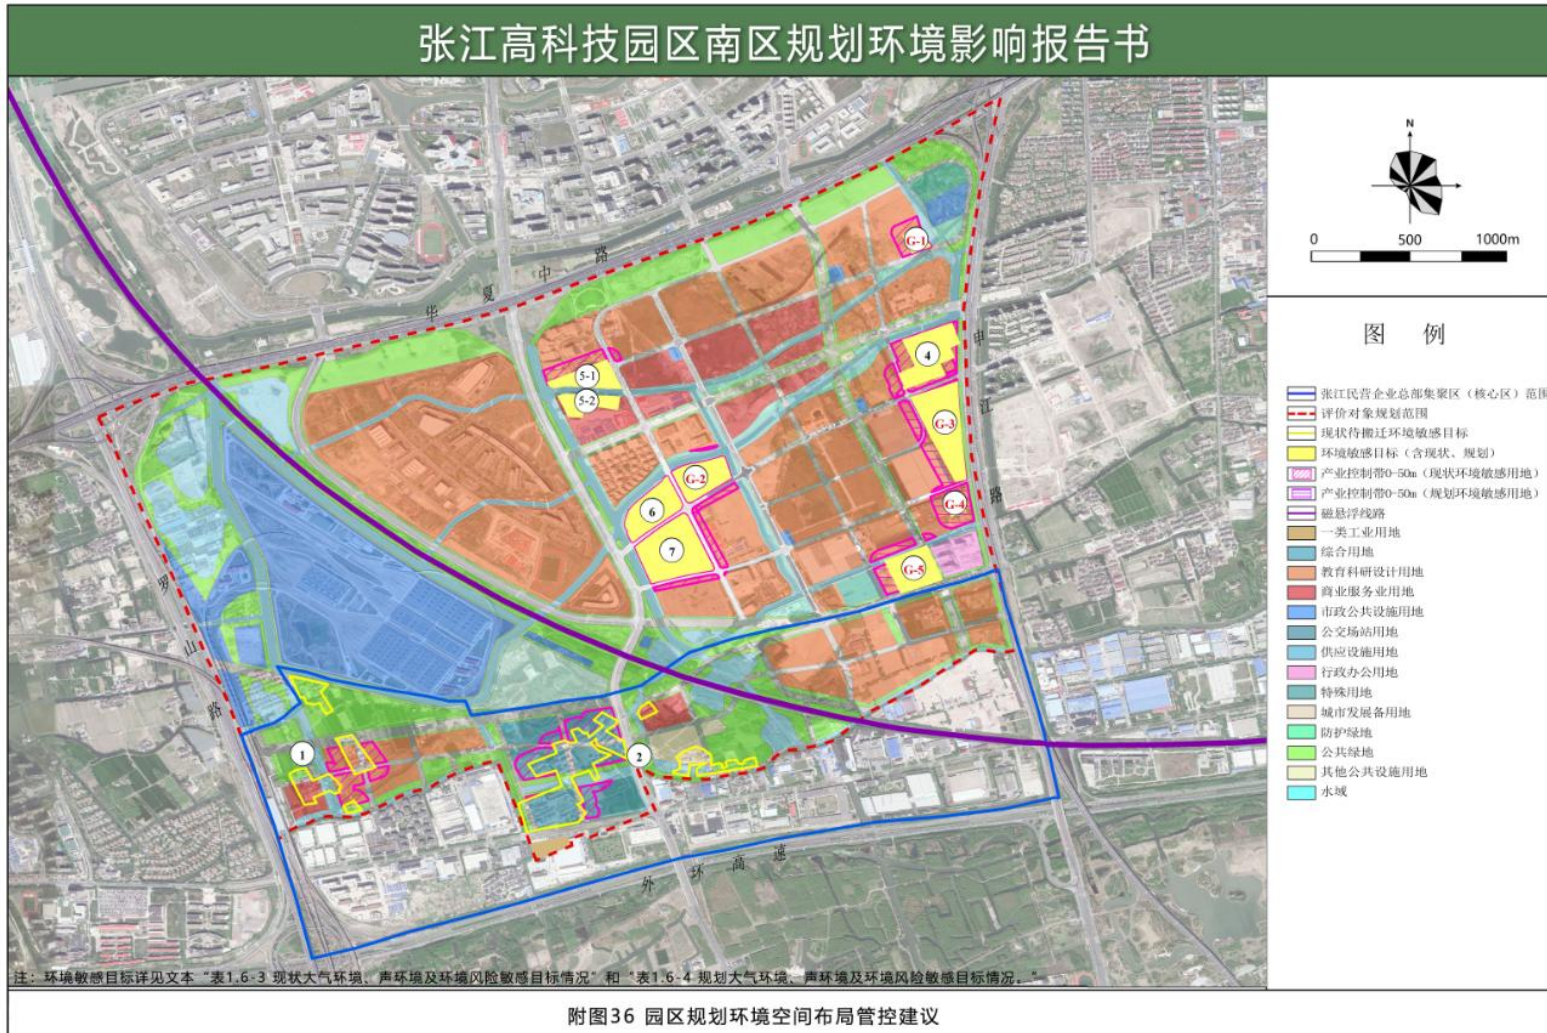 张江高科技园区南区规划环境影响报告书
N
0 500 1000m
图 例
张江民营企业总部集聚区（核心区）范围
评价对象规划范围
现状待搬迁环境敏感目标
环境敏感目标（含现状、规划）
产业控制带0-50m（现状环境敏感用地）
产业控制带0-50m（规划环境敏感用地）
磁悬浮线路
一类工业用地
综合用地
教育科研设计用地
商业服务业用地
市政公共设施用地
公交场站用地
供应设施用地
行政办公用地
特殊用地
城市发展备用地
防护绿地
公共绿地
其他公共设施用地
水域
华夏中路
申江路
罗山路
外环高速
G-1
4
5-1
5-2
G-3
G-2
6
G-4
7
G-5
1
2
注：环境敏感目标详见文本“表1.6-3 现状大气环境、声环境及环境风险敏感目标情况”和“表1.6-4 规划大气环境、声环境及环境风险敏感目标情况。”
附图36 园区规划环境空间布局管控建议